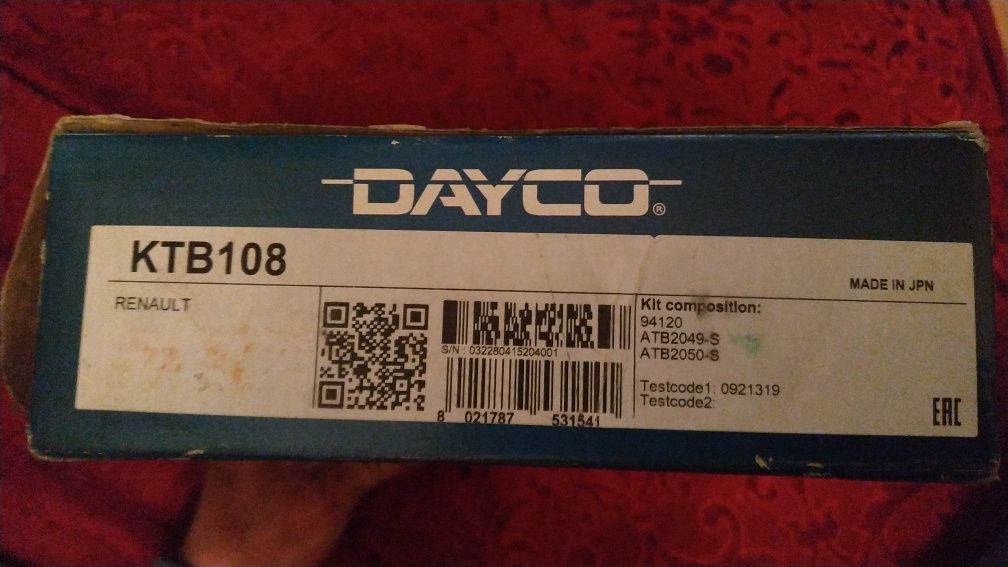 DAYCO®
KTB108
MADE IN JPN
RENAULT
S/N : 032280415204001
8 021787 531541
Kit composition:
94120
ATB2049-S
ATB2050-S
Testcode1: 0921319
Testcode2:
EAC